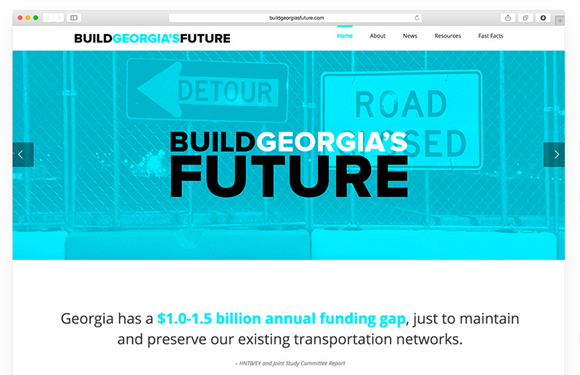 buildgeorgiasfuture.com
BUILDGEORGIA'SFUTURE
Home About News Resources Fast Facts
DETOUR
ROAD
BUILDGEORGIA'S
FUTURE
Georgia has a $1.0-1.5 billion annual funding gap, just to maintain
and preserve our existing transportation networks.
– HNTB/EY and Joint Study Committee Report